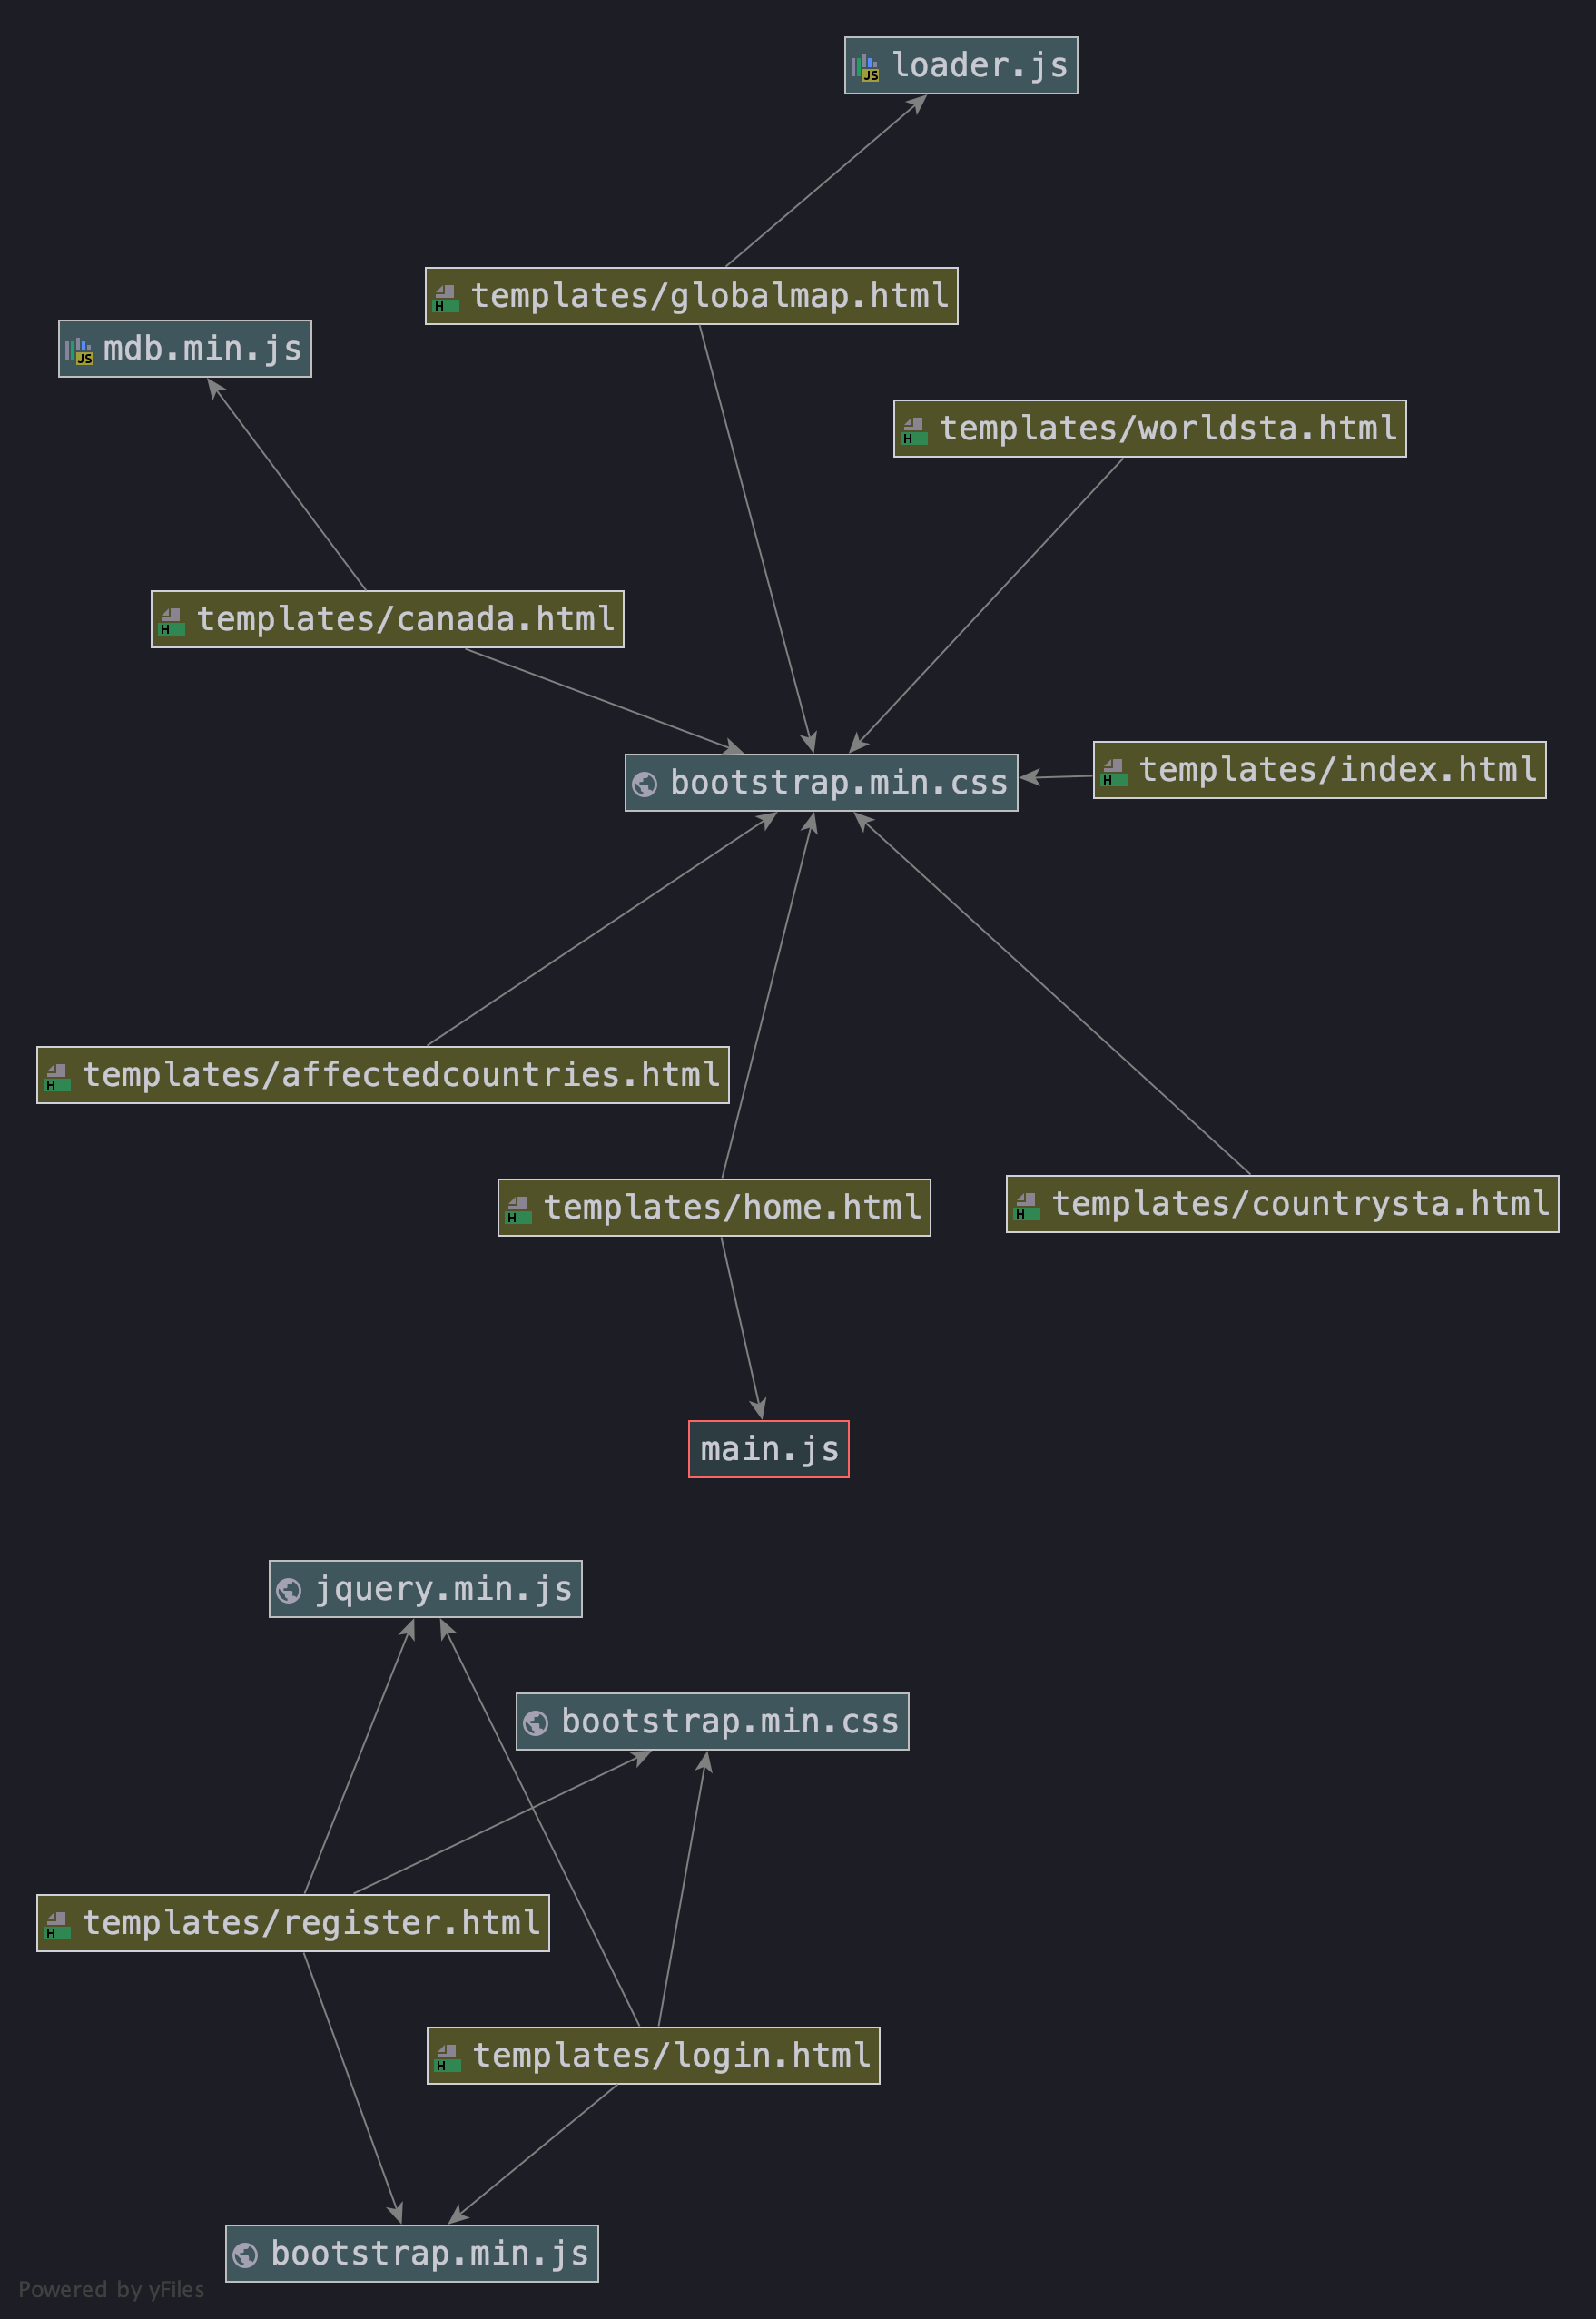 loader.js
templates/globalmap.html
mdb.min.js
templates/worldsta.html
templates/canada.html
templates/index.html
bootstrap.min.css
templates/affectedcountries.html
templates/countrysta.html
templates/home.html
main.js
jquery.min.js
bootstrap.min.css
templates/register.html
templates/login.html
bootstrap.min.js
Powered by yFiles